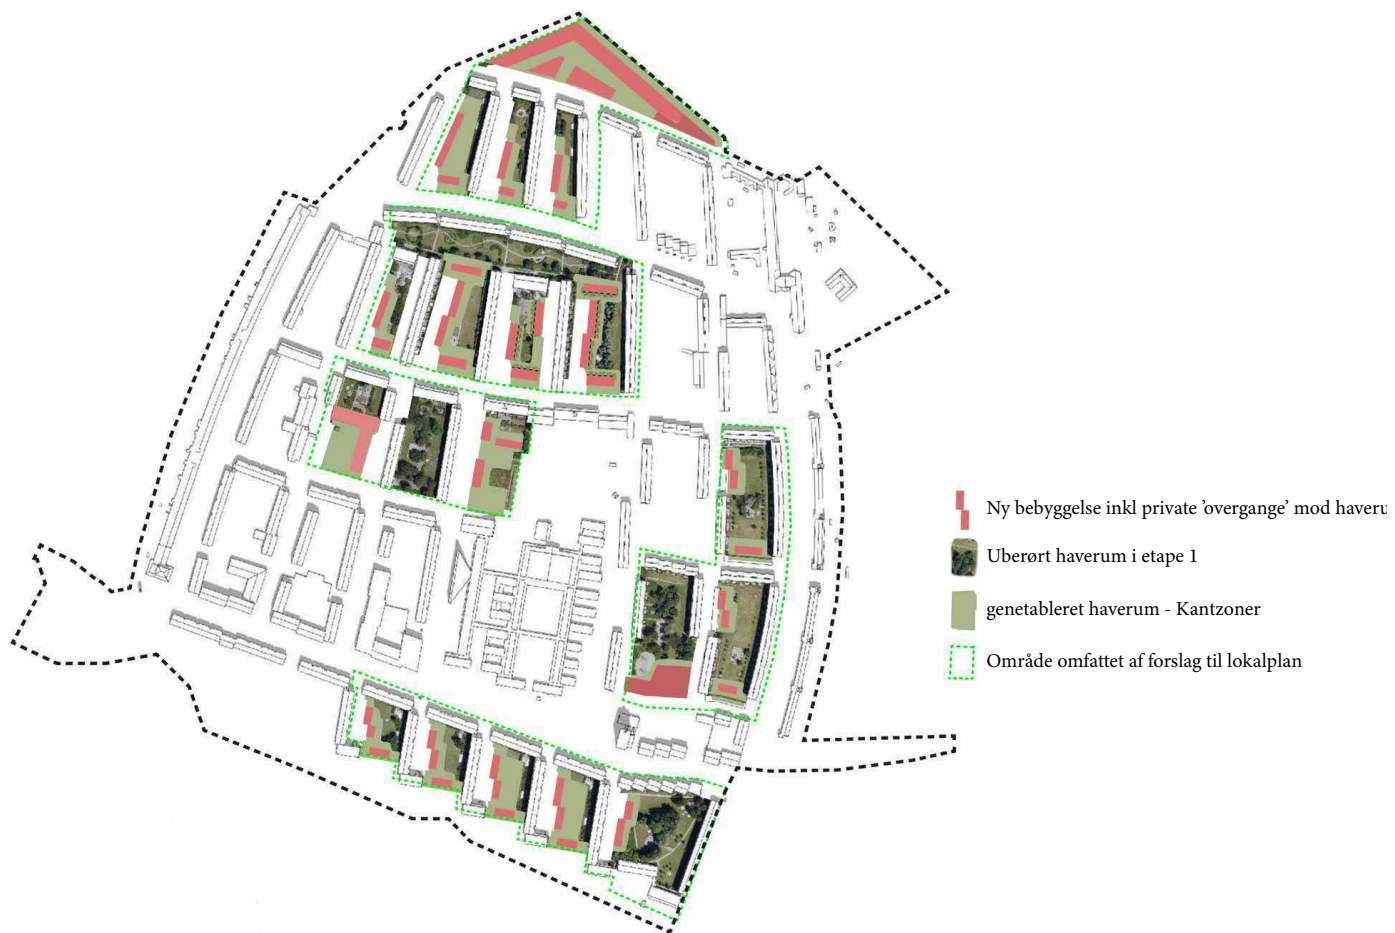 Ny bebyggelse inkl private 'overgange' mod haveru
Uberørt haverum i etape 1
genetableret haverum - Kantzoner
Område omfattet af forslag til lokalplan